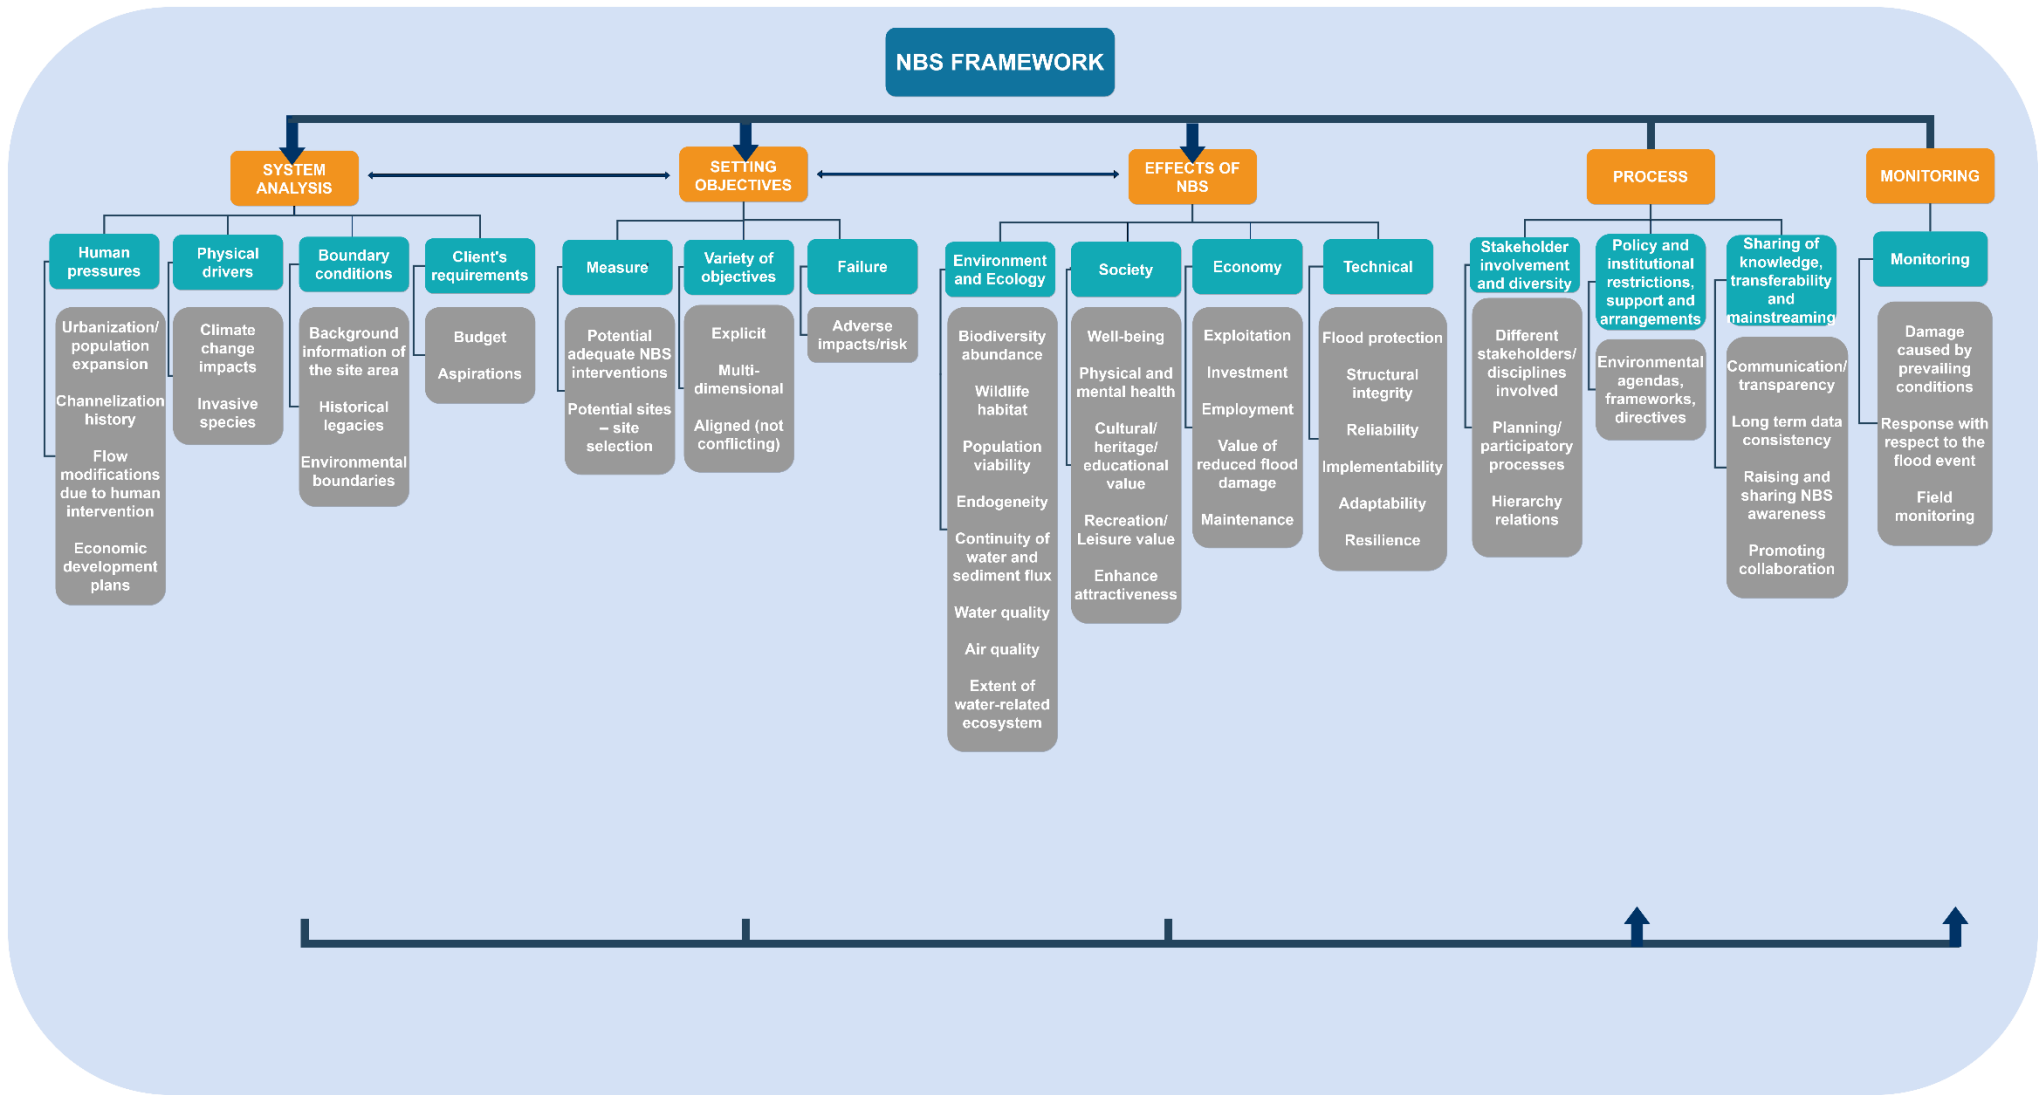 NBS FRAMEWORK
SYSTEM
ANALYSIS
SETTING
OBJECTIVES
EFFECTS OF
NBS
PROCESS
MONITORING
Human
pressures
Physical
drivers
Boundary
conditions
Client's
requirements
Measure
Variety of
objectives
Failure
Environment
and Ecology
Society
Economy
Technical
Stakeholder
involvement
and diversity
Policy and
institutional
restrictions,
support and
arrangements
Sharing of
knowledge,
transferability
and
mainstreaming
Monitoring
Urbanization/
population
expansion
Channelization
history
Flow
modifications
due to human
intervention
Economic
development
plans
Climate
change
impacts
Invasive
species
Background
information of
the site area
Historical
legacies
Environmental
boundaries
Budget
Aspirations
Potential
adequate NBS
interventions
Potential sites
– site
selection
Explicit
Multi-
dimensional
Aligned (not
conflicting)
Adverse
impacts/risk
Biodiversity
abundance
Wildlife
habitat
Population
viability
Endogeneity
Continuity of
water and
sediment flux
Water quality
Air quality
Extent of
water-related
ecosystem
Well-being
Physical and
mental health
Cultural/
heritage/
educational
value
Recreation/
Leisure value
Enhance
attractiveness
Exploitation
Investment
Employment
Value of
reduced flood
damage
Maintenance
Flood protection
Structural
integrity
Reliability
Implementability
Adaptability
Resilience
Different
stakeholders/
disciplines
involved
Planning/
participatory
processes
Hierarchy
relations
Environmental
agendas,
frameworks,
directives
Communication/
transparency
Long term data
consistency
Raising and
sharing NBS
awareness
Promoting
collaboration
Damage
caused by
prevailing
conditions
Response with
respect to the
flood event
Field
monitoring